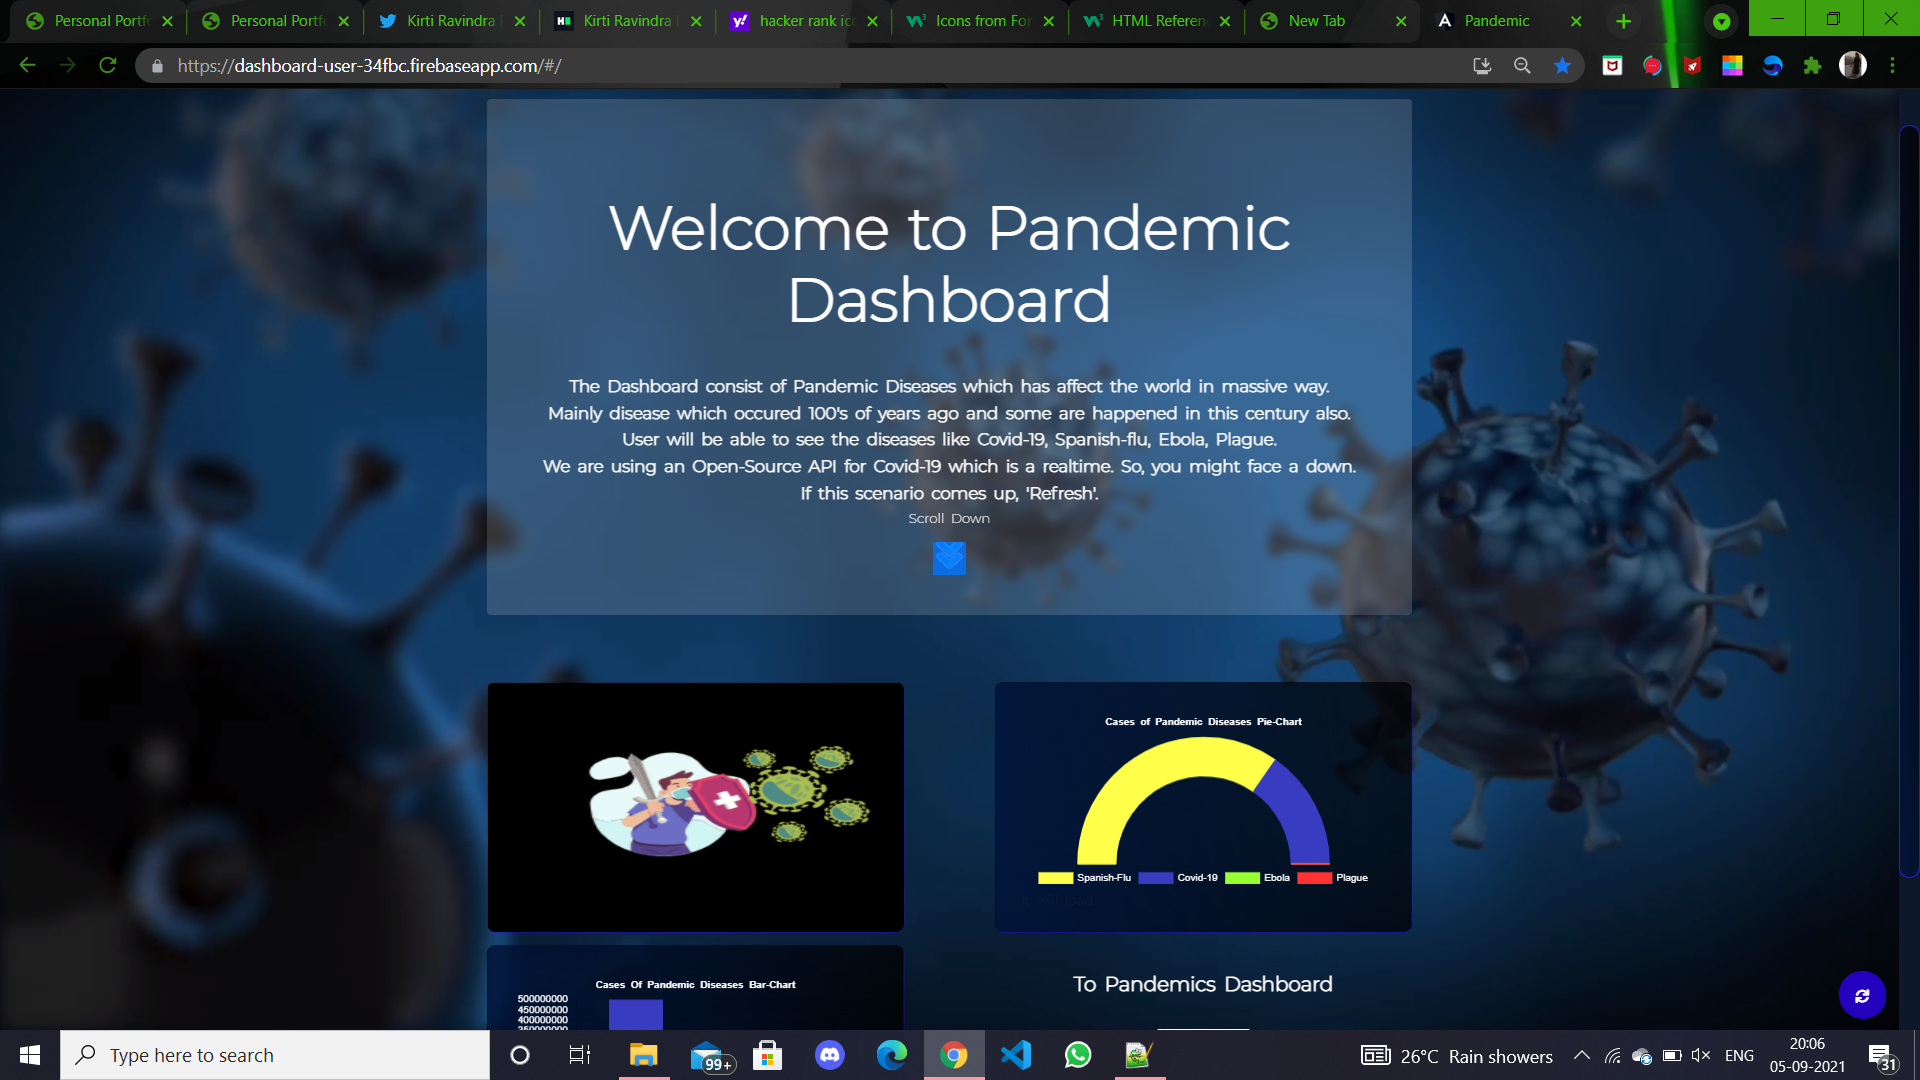 Personal Portfo
Personal Portfo
Kirti Ravindra
Kirti Ravindra
hacker rank ico
Icons from For
HTML Referen
New Tab
Pandemic
https://dashboard-user-34fbc.firebaseapp.com/#/
Welcome to Pandemic
Dashboard
The Dashboard consist of Pandemic Diseases which has affect the world in massive way.
Mainly disease which occured 100's of years ago and some are happened in this century also.
User will be able to see the diseases like Covid-19, Spanish-flu, Ebola, Plague.
We are using an Open-Source API for Covid-19 which is a realtime. So, you might face a down.
If this scenario comes up, 'Refresh'.
Scroll Down
Cases of Pandemic Diseases Pie-Chart
Spanish-Flu Covid-19 Ebola Plague
Cases Of Pandemic Diseases Bar-Chart
500000000
450000000
400000000
350000000
To Pandemics Dashboard
Type here to search
99+
26°C Rain showers
ENG
20:06
05-09-2021
31